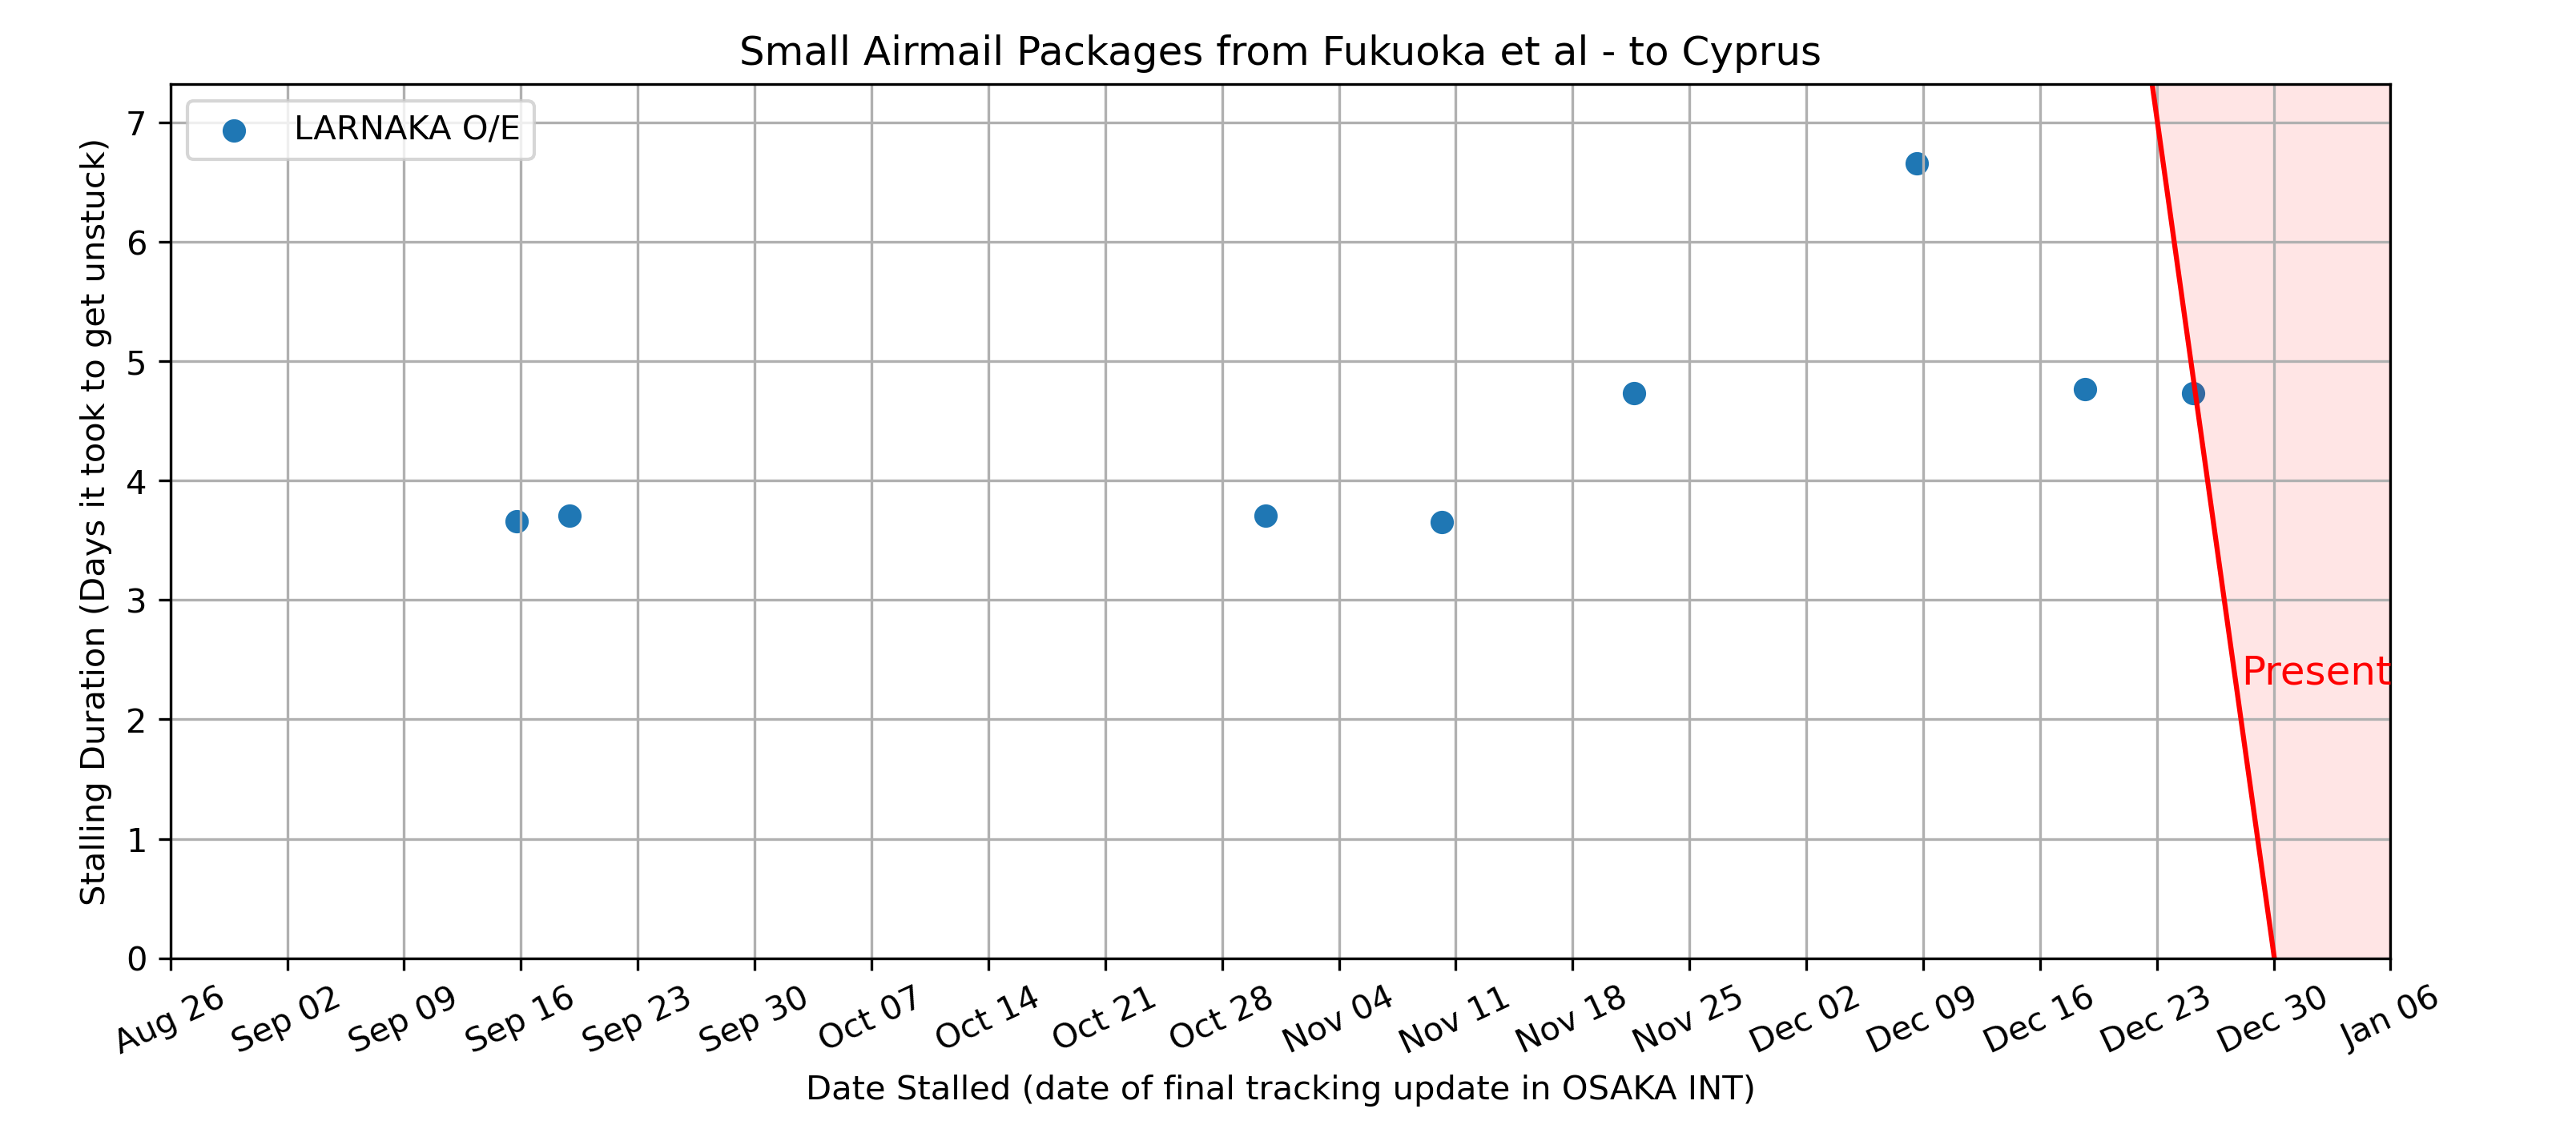 Small Airmail Packages from Fukuoka et al - to Cyprus
LARNAKA O/E
Stalling Duration (Days it took to get unstuck)
7
6
5
4
3
2
1
0
Present
Aug 26
Sep 02
Sep 09
Sep 16
Sep 23
Sep 30
Oct 07
Oct 14
Oct 21
Oct 28
Nov 04
Nov 11
Nov 18
Nov 25
Dec 02
Dec 09
Dec 16
Dec 23
Dec 30
Jan 06
Date Stalled (date of final tracking update in OSAKA INT)